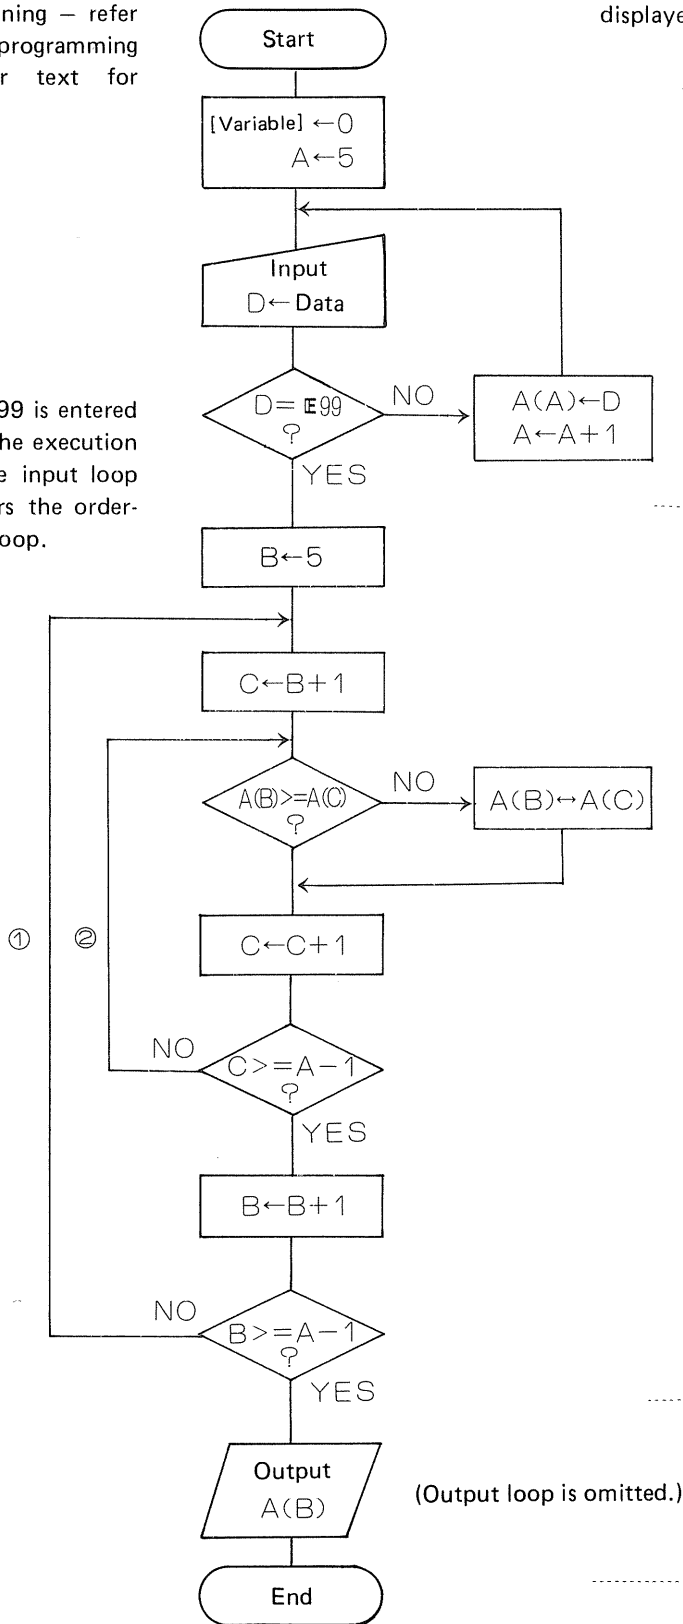 ning – refer
programming
r text for
displaye
Start
[Variable] ←0
A←5
Input
D←Data
D= E99
?
NO
A(A)←D
A←A+1
YES
99 is entered
he execution
e input loop
rs the order-
oop.
B←5
C←B+1
A(B)>=A(C)
?
NO
A(B)↔A(C)
① ②
C←C+1
NO
C>=A−1
?
YES
B←B+1
NO
B>=A−1
?
YES
Output
A(B)
(Output loop is omitted.)
End